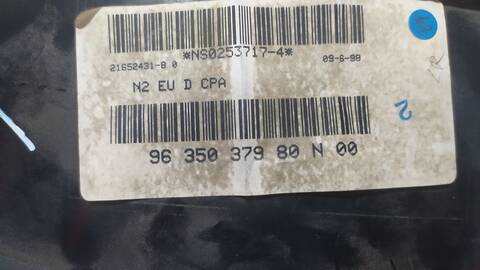 *NS0253717-4*
21652431-8 0 09-6-98
N2 EU D CPA
2
96 350 379 80 N 00